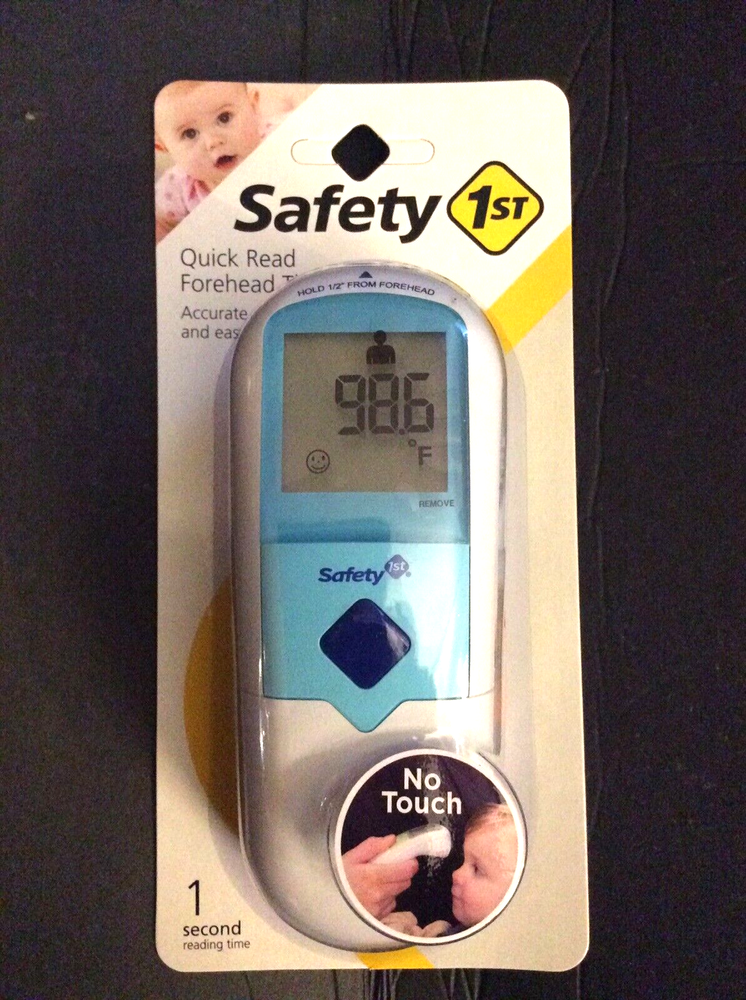 Safety 1ST
Quick Read
Forehead
Accurate
and
HOLD 1/2" FROM FOREHEAD
98.6
°F
REMOVE
Safety 1st
No
Touch
1
second
reading time